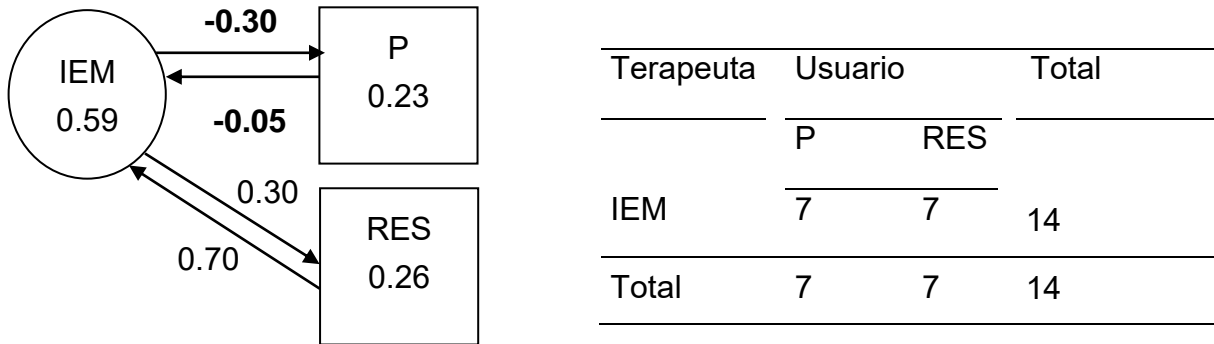 -0.30
IEM
0.59
P
0.23
-0.05
0.30
0.70
RES
0.26
Terapeuta Usuario Total
P RES
IEM 7 7 14
Total 7 7 14